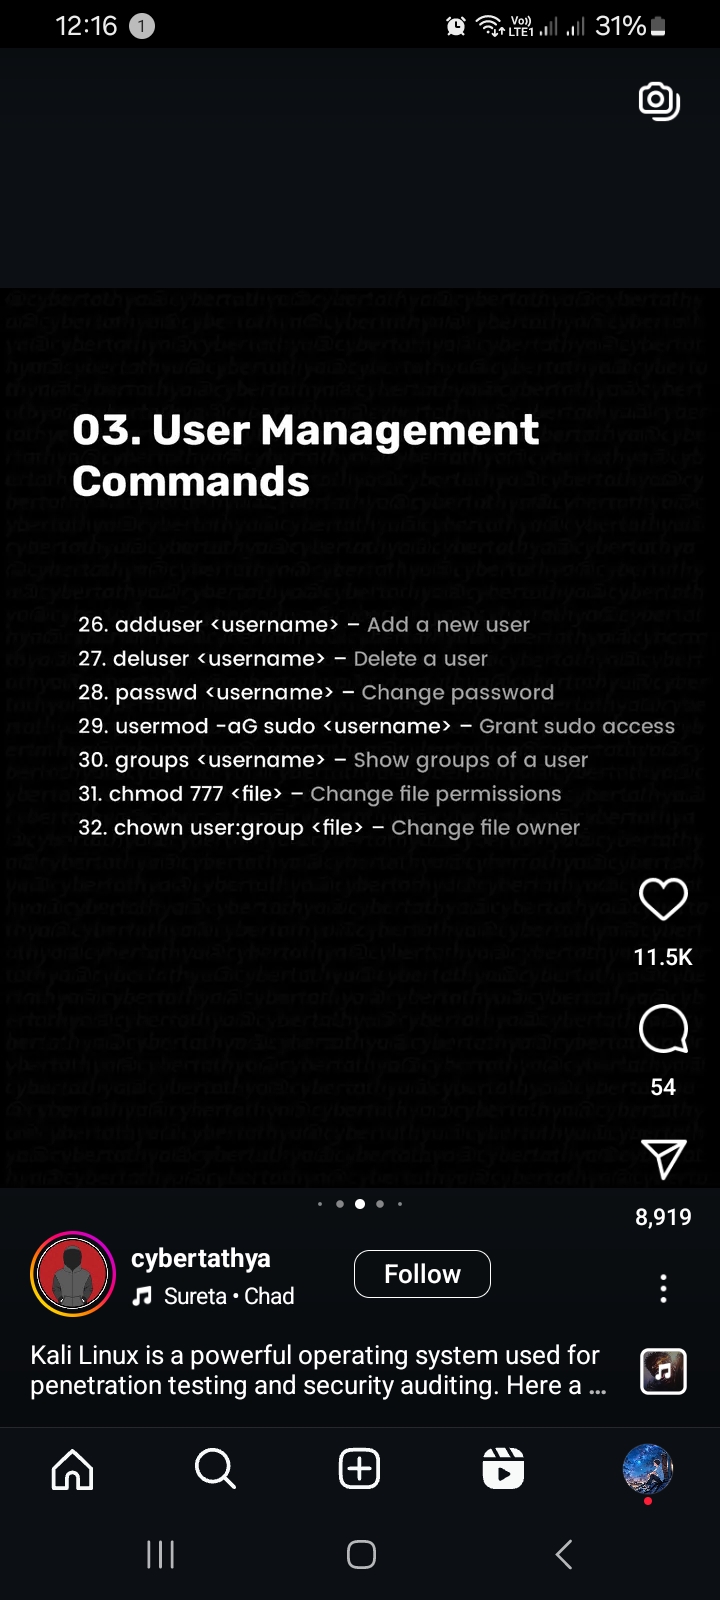 12:16 1 Vo)) LTE1 31%
03. User Management
Commands
26. adduser <username> – Add a new user
27. deluser <username> – Delete a user
28. passwd <username> – Change password
29. usermod -aG sudo <username> – Grant sudo access
30. groups <username> – Show groups of a user
31. chmod 777 <file> – Change file permissions
32. chown user:group <file> – Change file owner
11.5K
54
8,919
cybertathya
Sureta • Chad
Follow
Kali Linux is a powerful operating system used for
penetration testing and security auditing. Here a ...